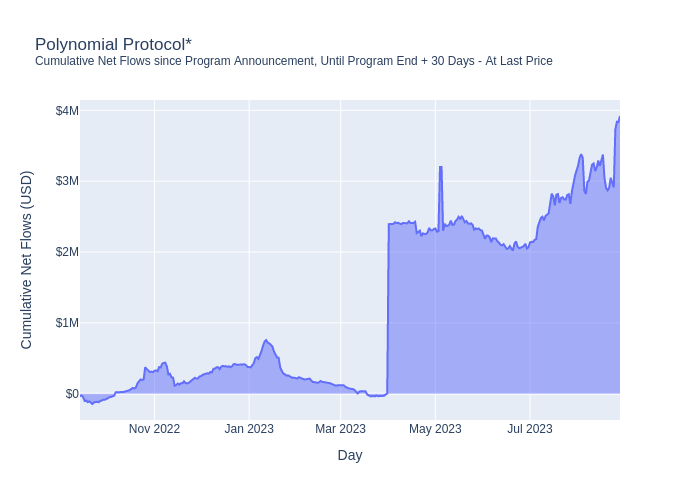 Polynomial Protocol*
Cumulative Net Flows since Program Announcement, Until Program End + 30 Days - At Last Price
Cumulative Net Flows (USD)
$4M
$3M
$2M
$1M
$0
Nov 2022
Jan 2023
Mar 2023
May 2023
Jul 2023
Day